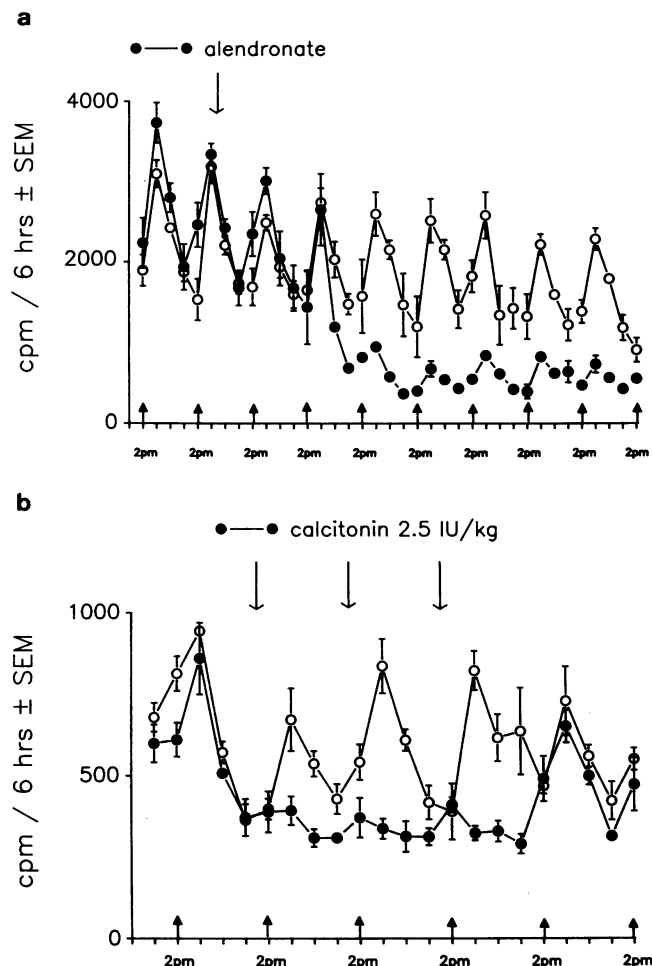 a
alendronate
cpm / 6 hrs ± SEM
4000
2000
0
2pm 2pm 2pm 2pm 2pm 2pm 2pm 2pm 2pm 2pm
b
calcitonin 2.5 IU/kg
cpm / 6 hrs ± SEM
1000
500
0
2pm 2pm 2pm 2pm 2pm 2pm